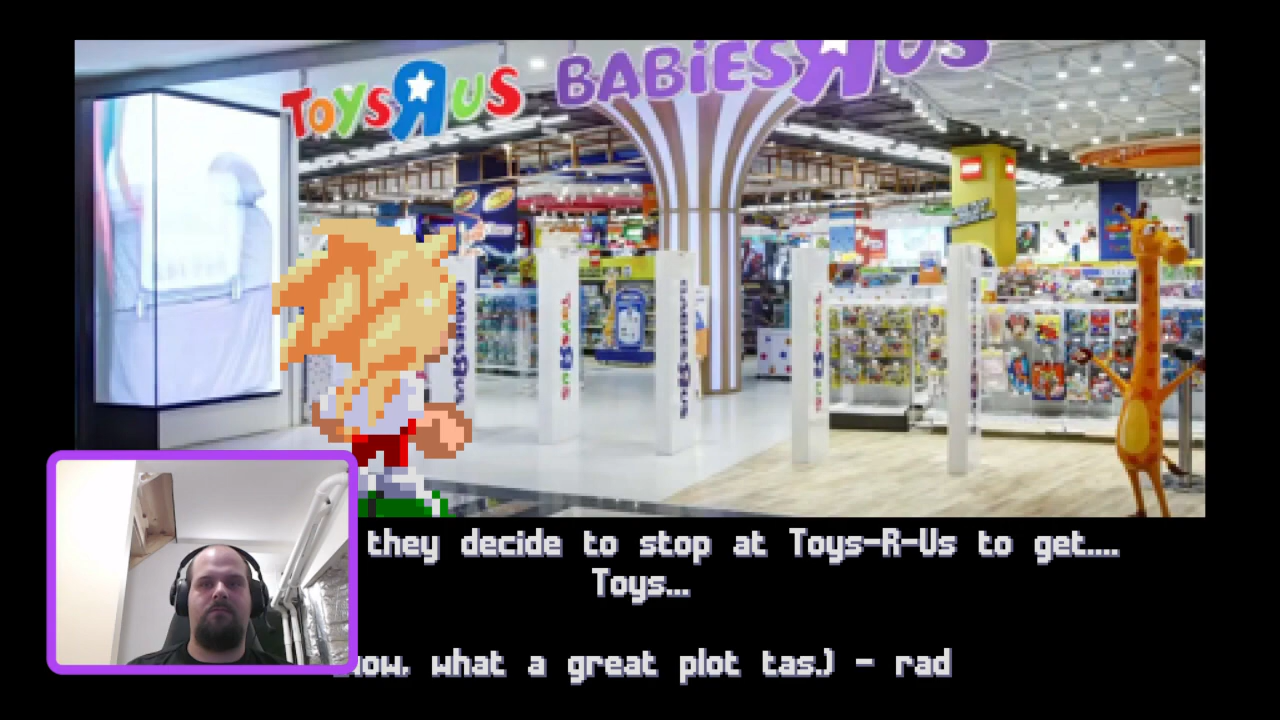 TOYS R US
BABIES R US
they decide to stop at Toys-R-Us to get....
Toys...
wow, what a great plot tas.) - rad